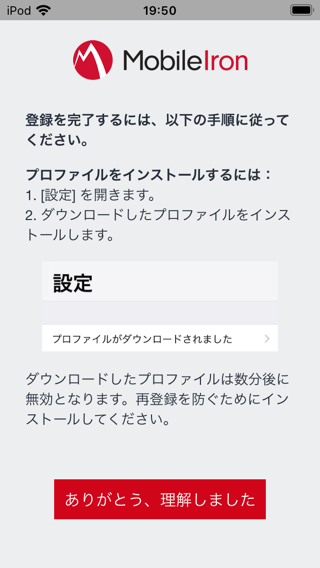 iPod 19:50
MobileIron
登録を完了するには、以下の手順に従って
ください。
プロファイルをインストールするには：
1. [設定] を開きます。
2. ダウンロードしたプロファイルをインス
トールします。
設定
プロファイルがダウンロードされました
ダウンロードしたプロファイルは数分後に
無効となります。再登録を防ぐためにイン
ストールしてください。
ありがとう、理解しました